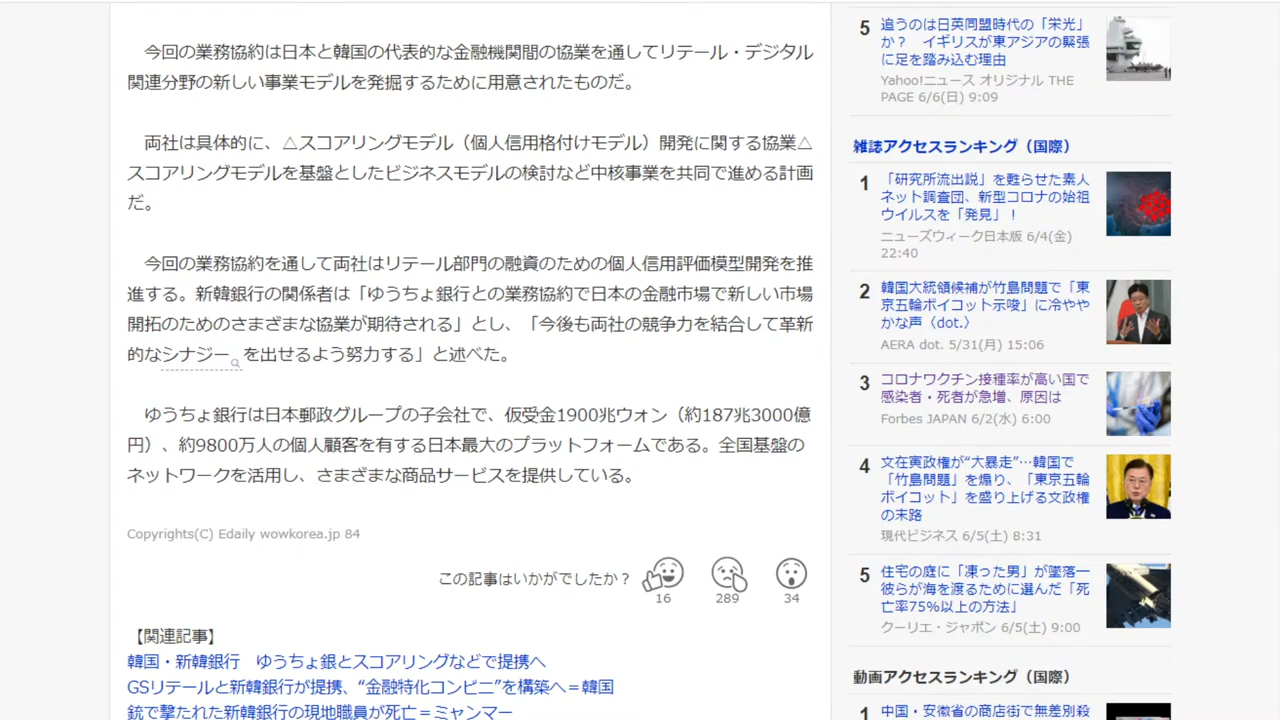 今回の業務協約は日本と韓国の代表的な金融機関間の協業を通してリテール・デジタル
関連分野の新しい事業モデルを発掘するために用意されたものだ。
両社は具体的に、△スコアリングモデル（個人信用格付けモデル）開発に関する協業△
スコアリングモデルを基盤としたビジネスモデルの検討など中核事業を共同で進める計画
だ。
今回の業務協約を通して両社はリテール部門の融資のための個人信用評価模型開発を推
進する。新韓銀行の関係者は「ゆうちょ銀行との業務協約で日本の金融市場で新しい市場
開拓のためのさまざまな協業が期待される」とし、「今後も両社の競争力を結合して革新
的なシナジーを出せるよう努力する」と述べた。
ゆうちょ銀行は日本郵政グループの子会社で、仮受金1900兆ウォン（約187兆3000億
円）、約9800万人の個人顧客を有する日本最大のプラットフォームである。全国基盤の
ネットワークを活用し、さまざまな商品サービスを提供している。
Copyrights(C) Edaily wowkorea.jp 84
この記事はいかがでしたか？
16
289
34
【関連記事】
韓国・新韓銀行　ゆうちょ銀とスコアリングなどで提携へ
GSリテールと新韓銀行が提携、“金融特化コンビニ”を構築へ＝韓国
銃で撃たれた新韓銀行の現地職員が死亡＝ミャンマー
5
追うのは日英同盟時代の「栄光」
か？　イギリスが東アジアの緊張
に足を踏み込む理由
Yahoo!ニュース オリジナル THE
PAGE 6/6(日) 9:09
雑誌アクセスランキング（国際）
1
「研究所流出説」を甦らせた素人
ネット調査団、新型コロナの始祖
ウイルスを「発見」！
ニューズウィーク日本版 6/4(金)
22:40
2
韓国大統領候補が竹島問題で「東
京五輪ボイコット示唆」に冷やや
かな声〈dot.〉
AERA dot. 5/31(月) 15:06
3
コロナワクチン接種率が高い国で
感染者・死者が急増、原因は
Forbes JAPAN 6/2(水) 6:00
4
文在寅政権が“大暴走”…韓国で
「竹島問題」を煽り、「東京五輪
ボイコット」を盛り上げる文政権
の末路
現代ビジネス 6/5(土) 8:31
5
住宅の庭に「凍った男」が墜落─
彼らが海を渡るために選んだ「死
亡率75%以上の方法」
クーリエ・ジャポン 6/5(土) 9:00
動画アクセスランキング（国際）
1
中国・安徽省の商店街で無差別殺